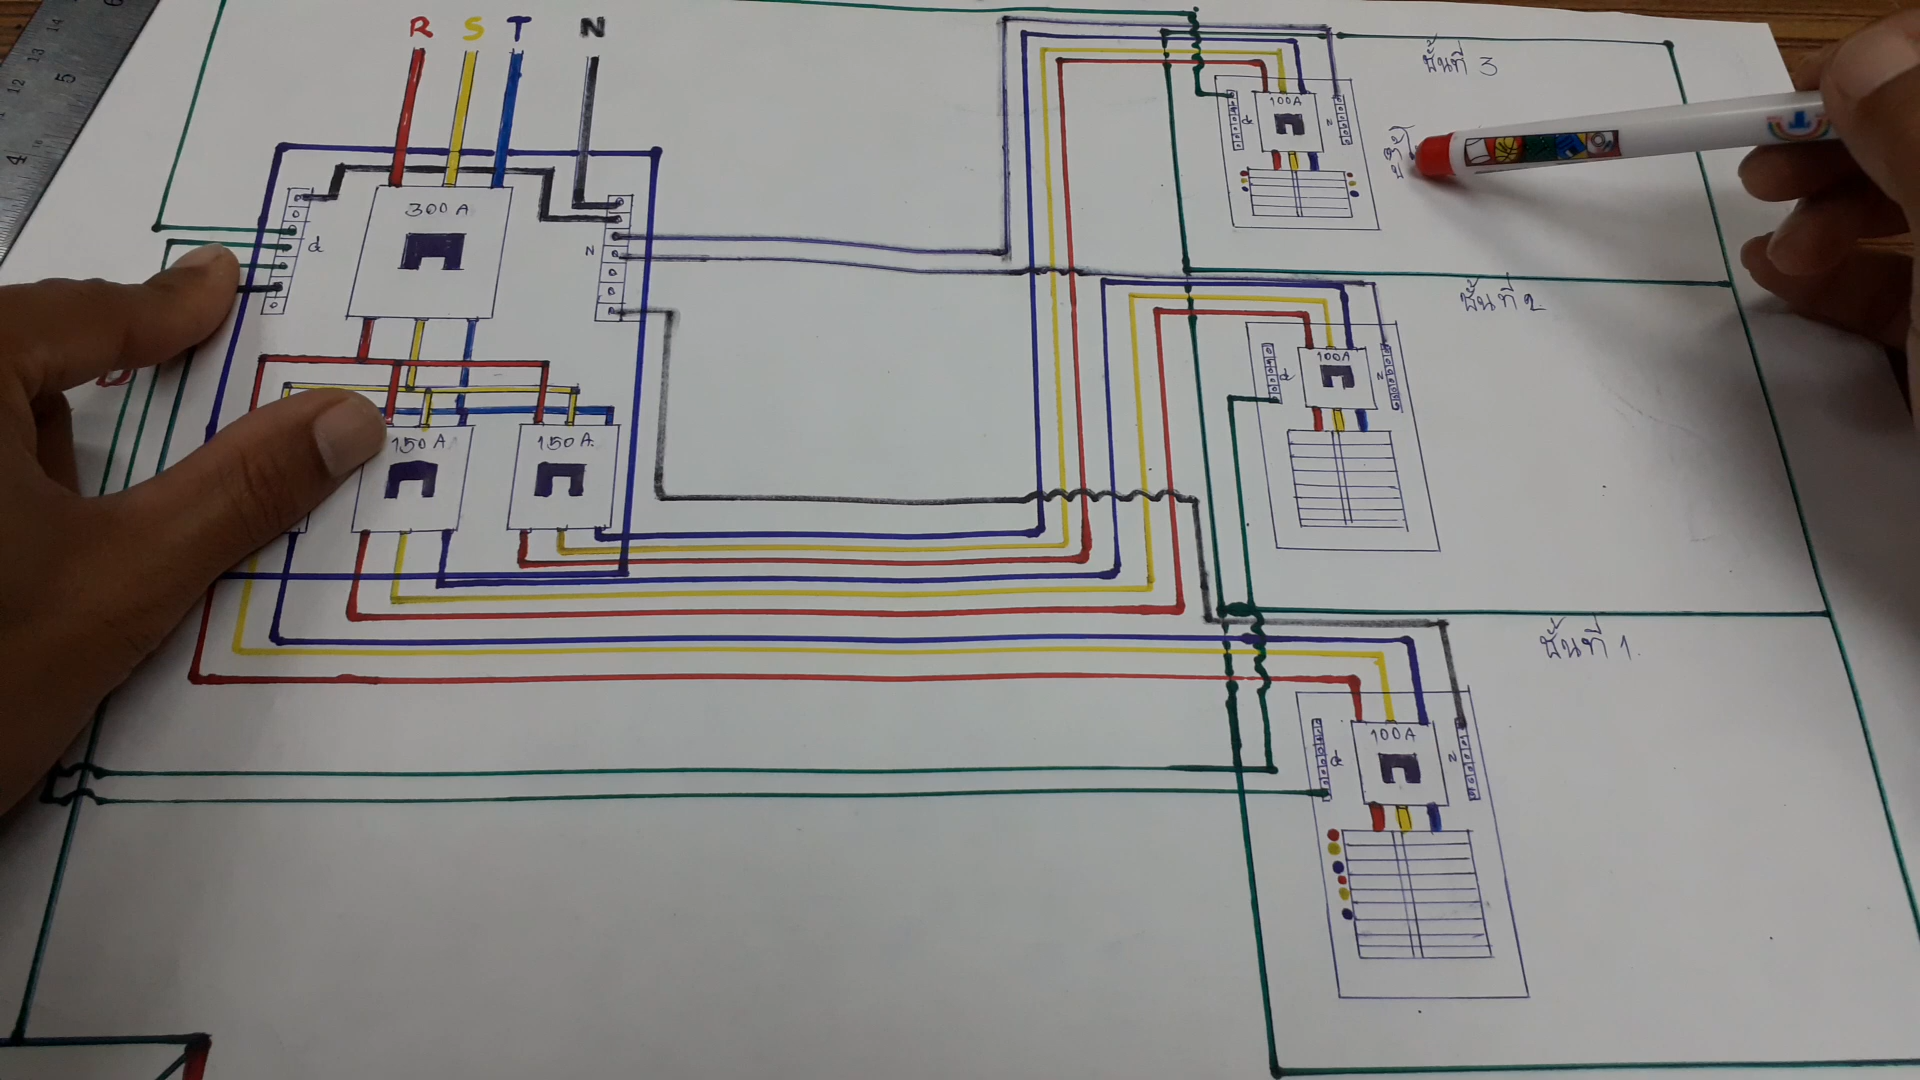 R S T N
300 A
N
150 A
150 A.
100A
N
ชั้นที่ 3
100A
N
ชั้นที่ 2
100A
N
ชั้นที่ 1.